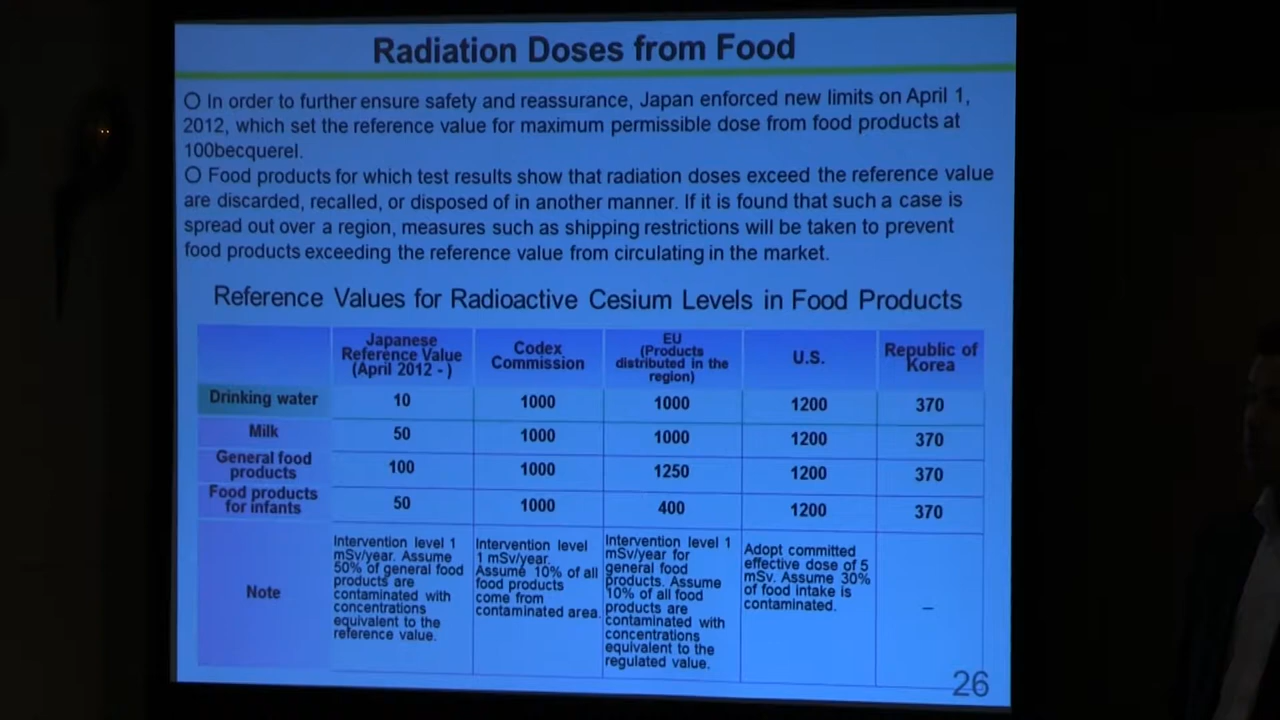 Radiation Doses from Food
O In order to further ensure safety and reassurance, Japan enforced new limits on April 1,
2012, which set the reference value for maximum permissible dose from food products at
100becquerel.
O Food products for which test results show that radiation doses exceed the reference value
are discarded, recalled, or disposed of in another manner. If it is found that such a case is
spread out over a region, measures such as shipping restrictions will be taken to prevent
food products exceeding the reference value from circulating in the market.
Reference Values for Radioactive Cesium Levels in Food Products
Japanese
Reference Value
(April 2012 - )
Codex
Commission
EU
(Products
distributed in the
region)
U.S.
Republic of
Korea
Drinking water 10 1000 1000 1200 370
Milk 50 1000 1000 1200 370
General food
products
100 1000 1250 1200 370
Food products
for infants
50 1000 400 1200 370
Note
Intervention level 1
mSv/year. Assume
50% of general food
products are
contaminated with
concentrations
equivalent to the
reference value.
Intervention level
1 mSv/year.
Assume 10% of all
food products
come from
contaminated area.
Intervention level 1
mSv/year for
general food
products. Assume
10% of all food
products are
contaminated with
concentrations
equivalent to the
regulated value.
Adopt committed
effective dose of 5
mSv. Assume 30%
of food intake is
contaminated.
–
26